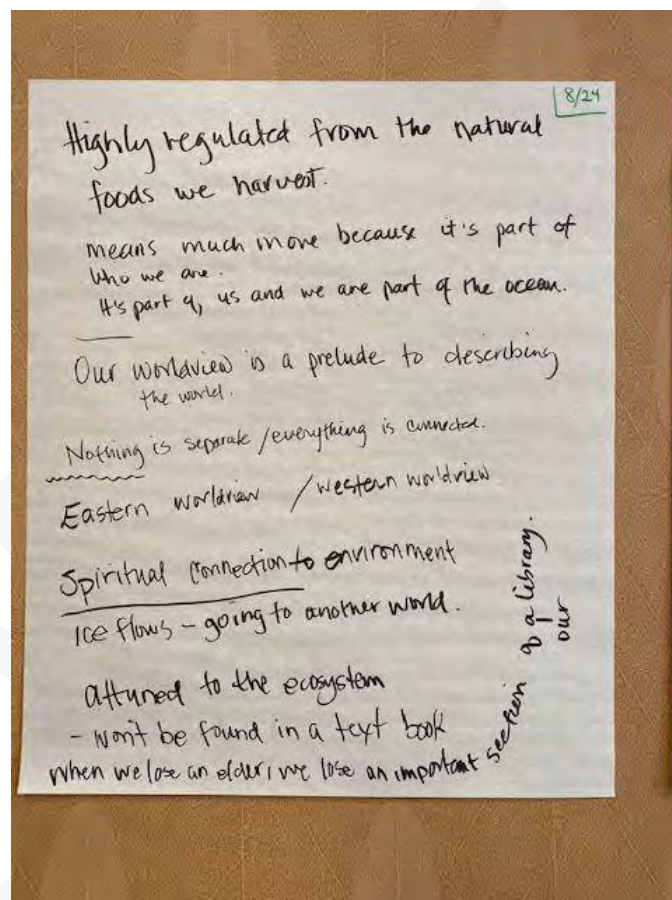 8/24
Highly regulated from the natural
foods we harvest.
means much more because it's part of
who we are.
It's part of us and we are part of the ocean.
Our worldview is a prelude to describing
the world.
Nothing is separate / everything is connected.
Eastern worldview / western worldview
Spiritual Connection to environment
Ice flows - going to another world.
attuned to the ecosystem
- won't be found in a text book
when we lose an elder, we lose an important section of a library.
our